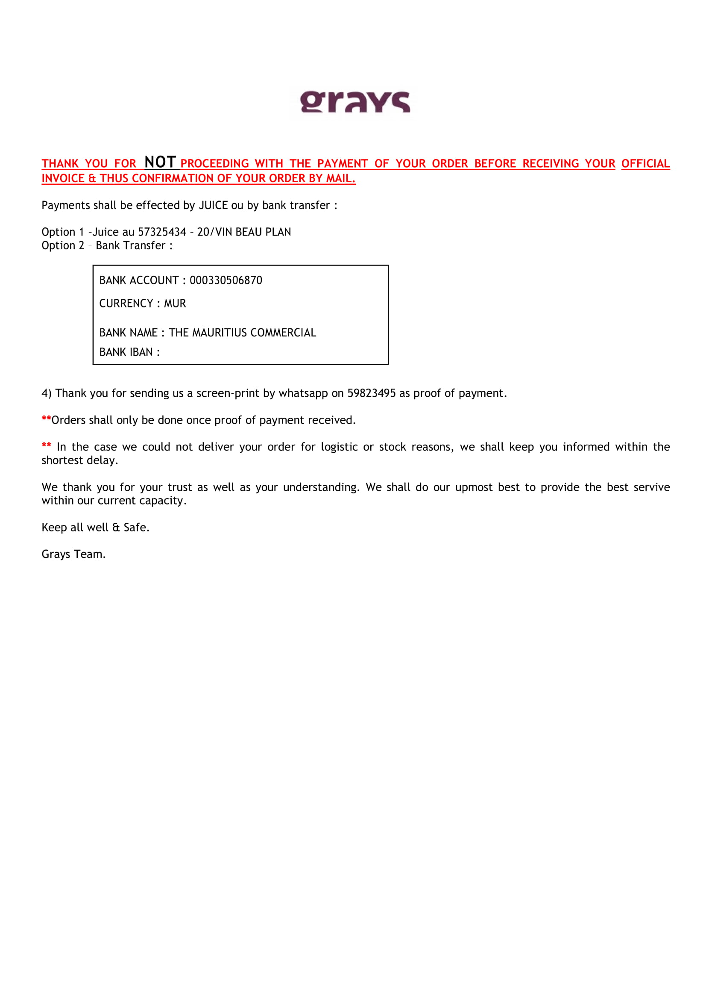 grays
THANK YOU FOR NOT PROCEEDING WITH THE PAYMENT OF YOUR ORDER BEFORE RECEIVING YOUR OFFICIAL
INVOICE & THUS CONFIRMATION OF YOUR ORDER BY MAIL.
Payments shall be effected by JUICE ou by bank transfer :
Option 1 –Juice au 57325434 – 20/VIN BEAU PLAN
Option 2 – Bank Transfer :
BANK ACCOUNT : 000330506870
CURRENCY : MUR
BANK NAME : THE MAURITIUS COMMERCIAL
BANK IBAN :
4) Thank you for sending us a screen-print by whatsapp on 59823495 as proof of payment.
**Orders shall only be done once proof of payment received.
** In the case we could not deliver your order for logistic or stock reasons, we shall keep you informed within the
shortest delay.
We thank you for your trust as well as your understanding. We shall do our upmost best to provide the best servive
within our current capacity.
Keep all well & Safe.
Grays Team.